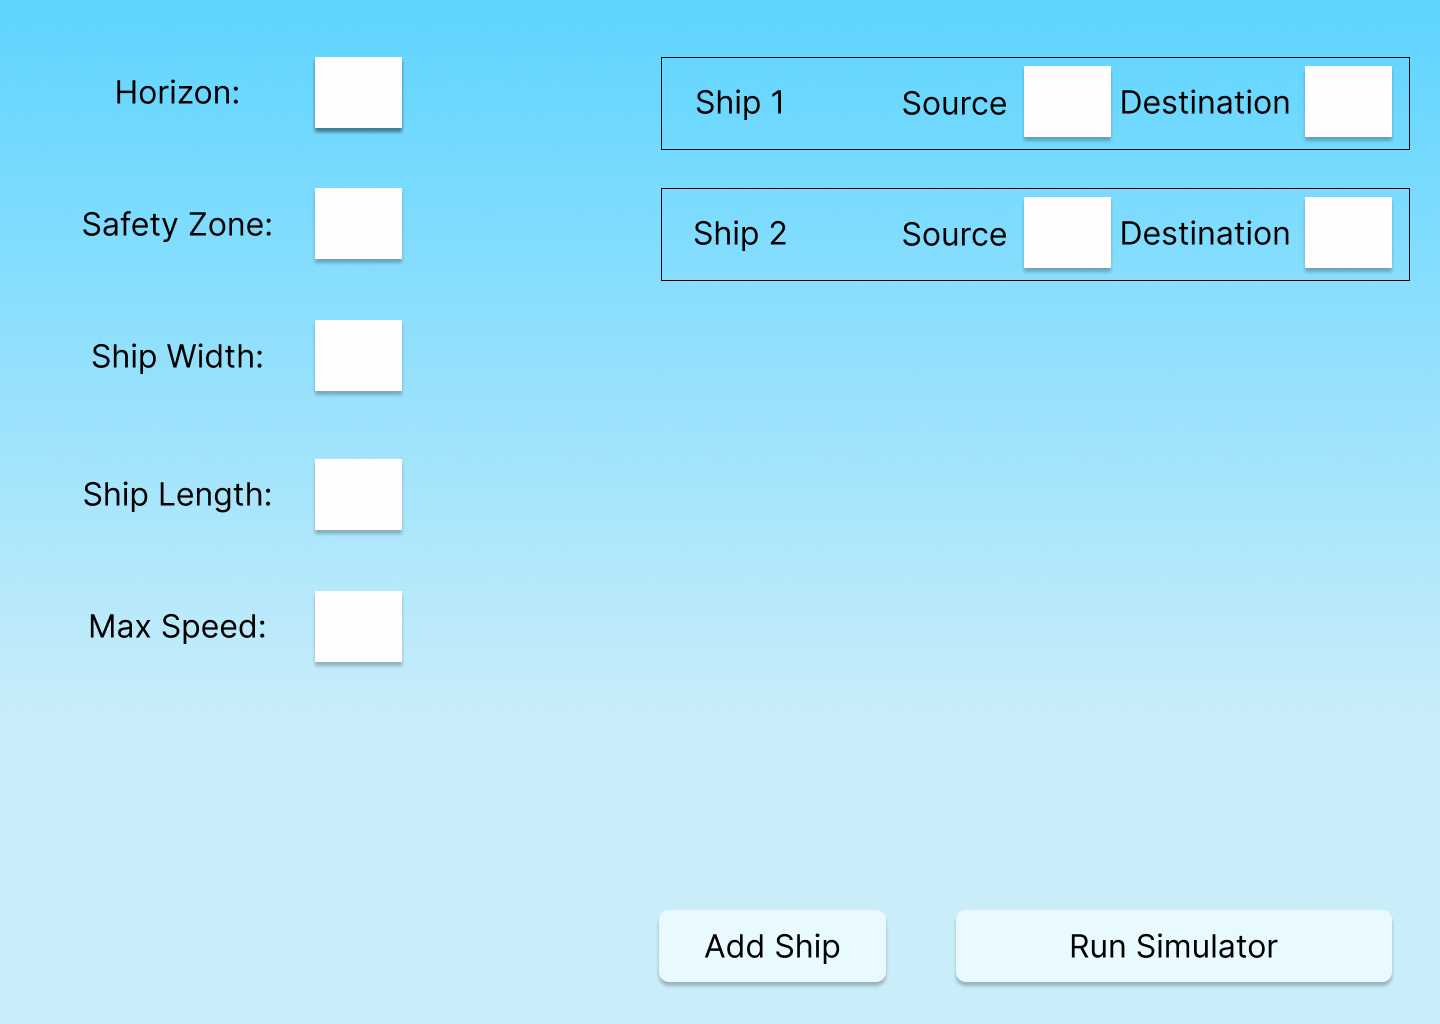 Horizon:
Safety Zone:
Ship Width:
Ship Length:
Max Speed:
Ship 1 Source Destination
Ship 2 Source Destination
Add Ship Run Simulator